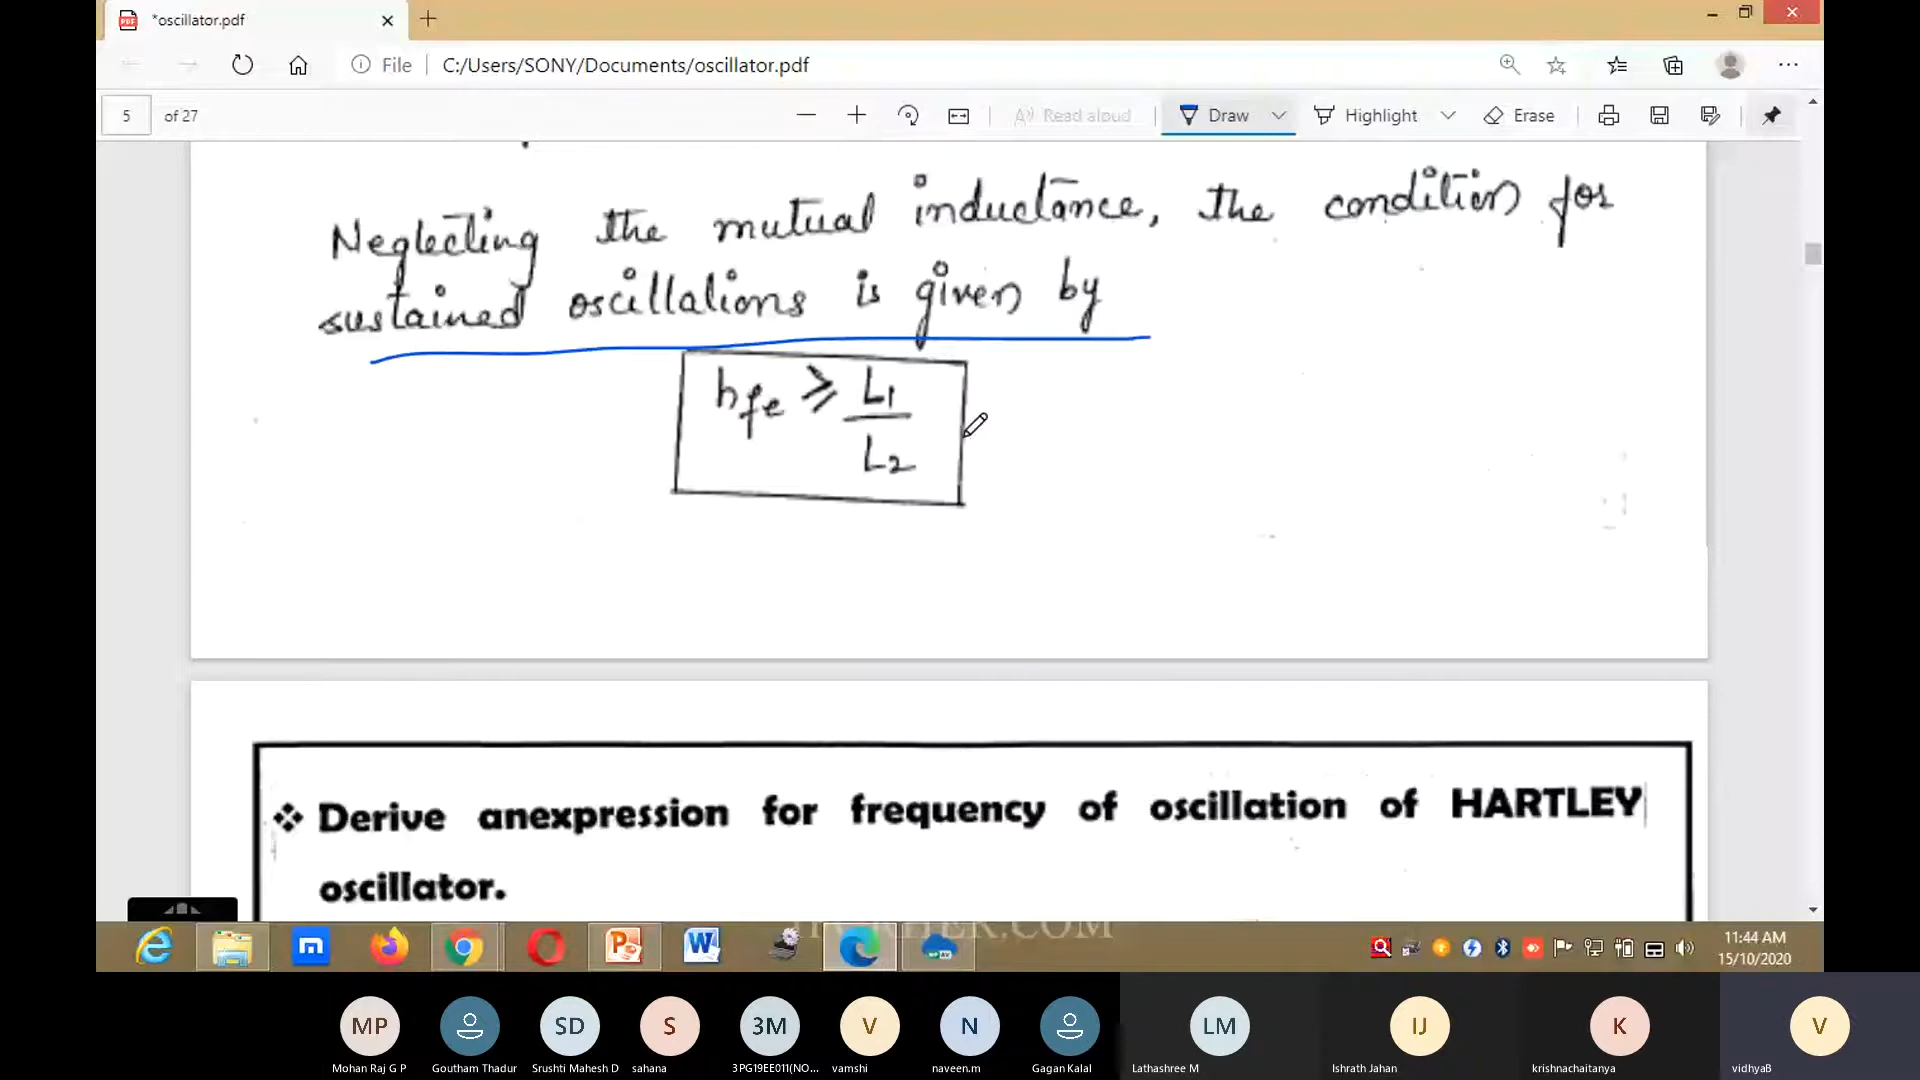 *oscillator.pdf
File
C:/Users/SONY/Documents/oscillator.pdf
5 of 27
Read aloud
Draw
Highlight
Erase
Neglecting the mutual inductance, the condition for
sustained oscillations is given by
hfe ⩾ L1
L2
❖ Derive anexpression for frequency of oscillation of HARTLEY
oscillator.
11:44 AM
15/10/2020
MP SD S 3M V N LM IJ K V
Mohan Raj G P Goutham Thadur Srushti Mahesh D sahana 3PG19EE011(NO... vamshi naveen.m Gagan Kalal Lathashree M Ishrath Jahan krishnachaitanya vidhyaB